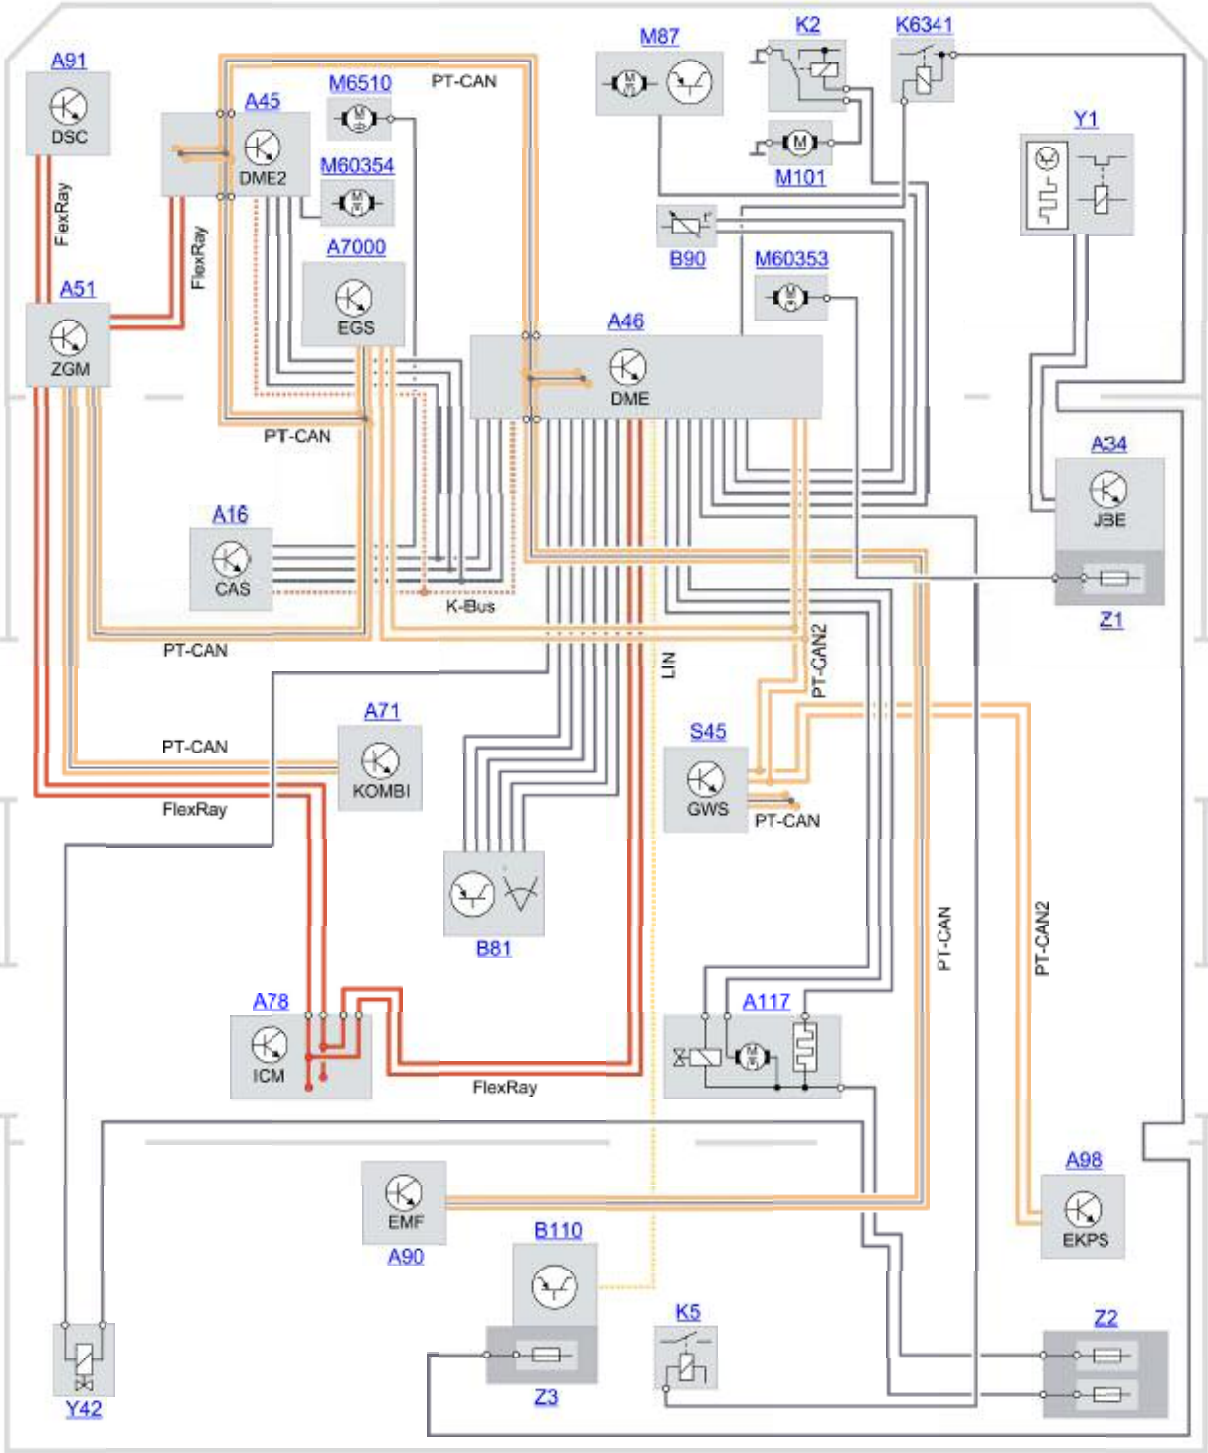 A91
DSC
FlexRay
A45
DME2
PT-CAN
M6510
M60354
M87
K2
K6341
M101
Y1
FlexRay
A7000
EGS
t°
B90
M60353
A51
ZGM
A46
DME
PT-CAN
A34
JBE
A16
CAS
K-Bus
Z1
PT-CAN
LIN
PT-CAN2
A71
PT-CAN
KOMBI
FlexRay
S45
GWS
PT-CAN
B81
PT-CAN
PT-CAN2
A78
ICM
FlexRay
A117
A98
EKPS
EMF
A90
B110
K5
Z2
Z3
Y42
M
M
M
M
M
M